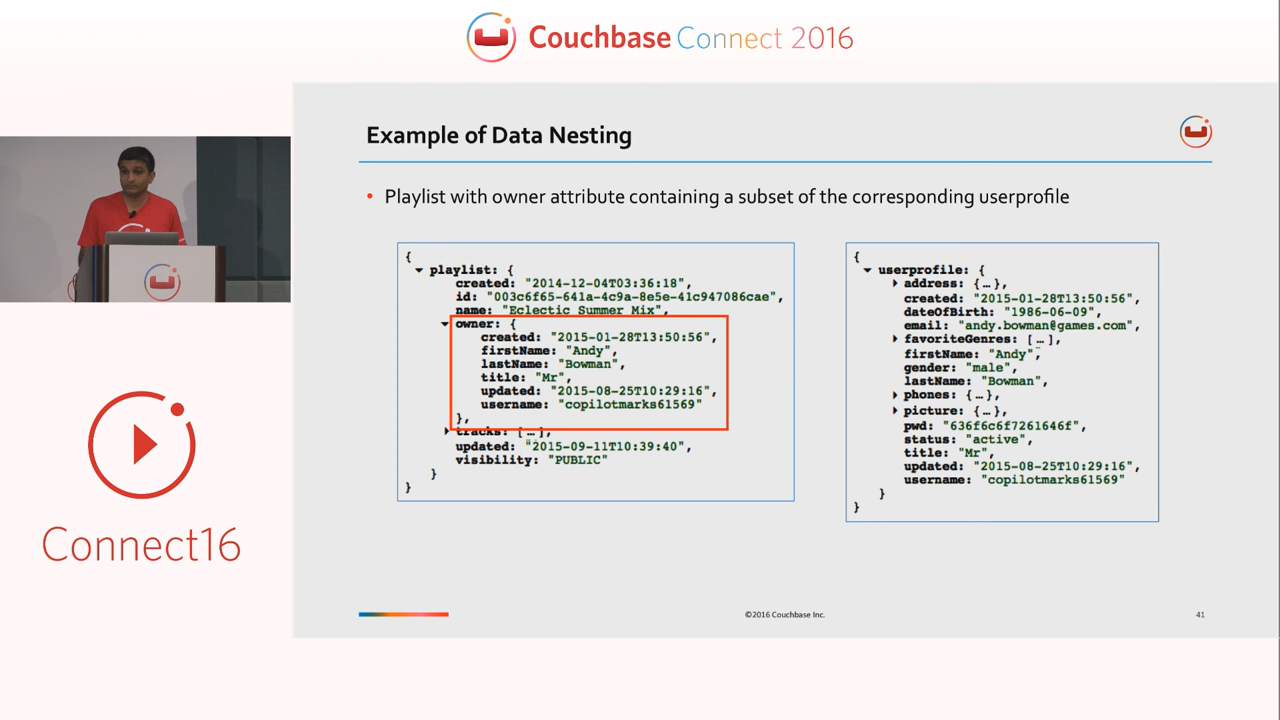 Couchbase Connect 2016
Example of Data Nesting
• Playlist with owner attribute containing a subset of the corresponding userprofile
{
playlist: {
created: "2014-12-04T03:36:18",
id: "003c6f65-641a-4c9a-8e5e-41c947086cae",
name: "Eclectic Summer Mix",
owner: {
created: "2015-01-28T13:50:56",
firstName: "Andy",
lastName: "Bowman",
title: "Mr",
updated: "2015-08-25T10:29:16",
username: "copilotmarks61569"
},
tracks: […],
updated: "2015-09-11T10:39:40",
visibility: "PUBLIC"
}
}
{
userprofile: {
address: {…},
created: "2015-01-28T13:50:56",
dateOfBirth: "1986-06-09",
email: "andy.bowman@games.com",
favoriteGenres: […],
firstName: "Andy",
gender: "male",
lastName: "Bowman",
phones: {…},
picture: {…},
pwd: "636f6c6f7261646f",
status: "active",
title: "Mr",
updated: "2015-08-25T10:29:16",
username: "copilotmarks61569"
}
}
Connect16
©2016 Couchbase Inc.
41